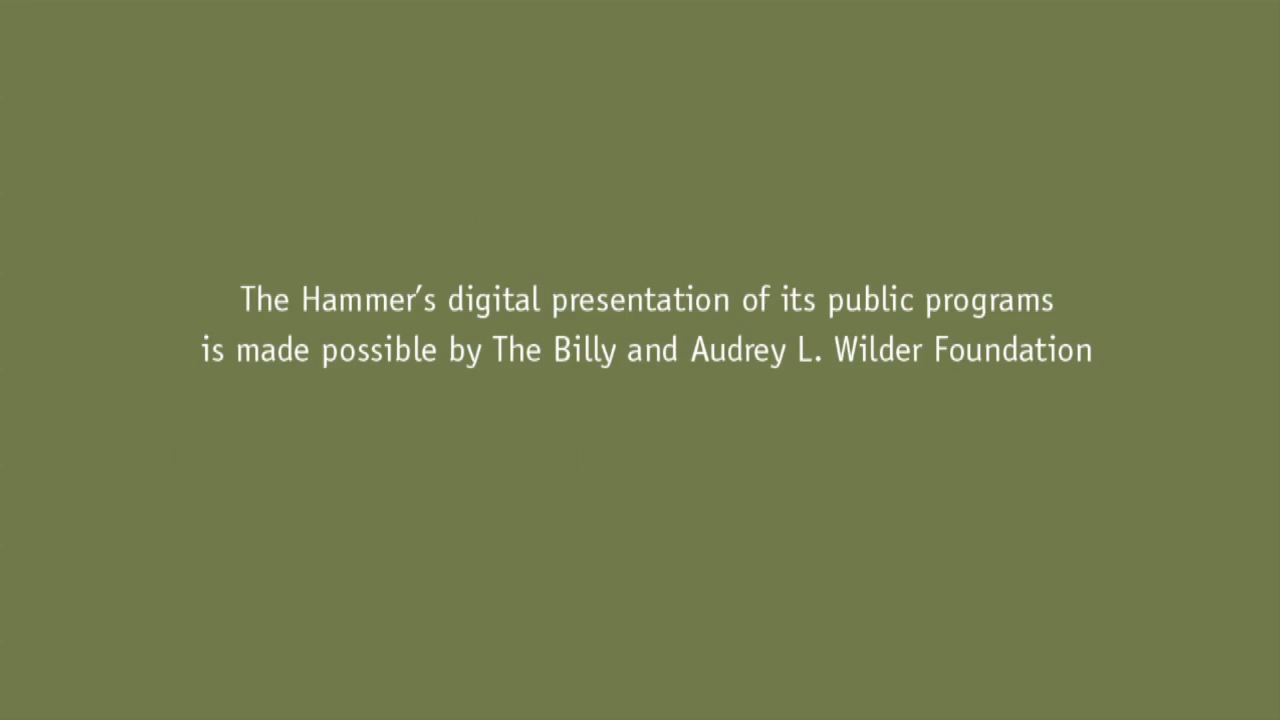 The Hammer's digital presentation of its public programs
is made possible by The Billy and Audrey L. Wilder Foundation